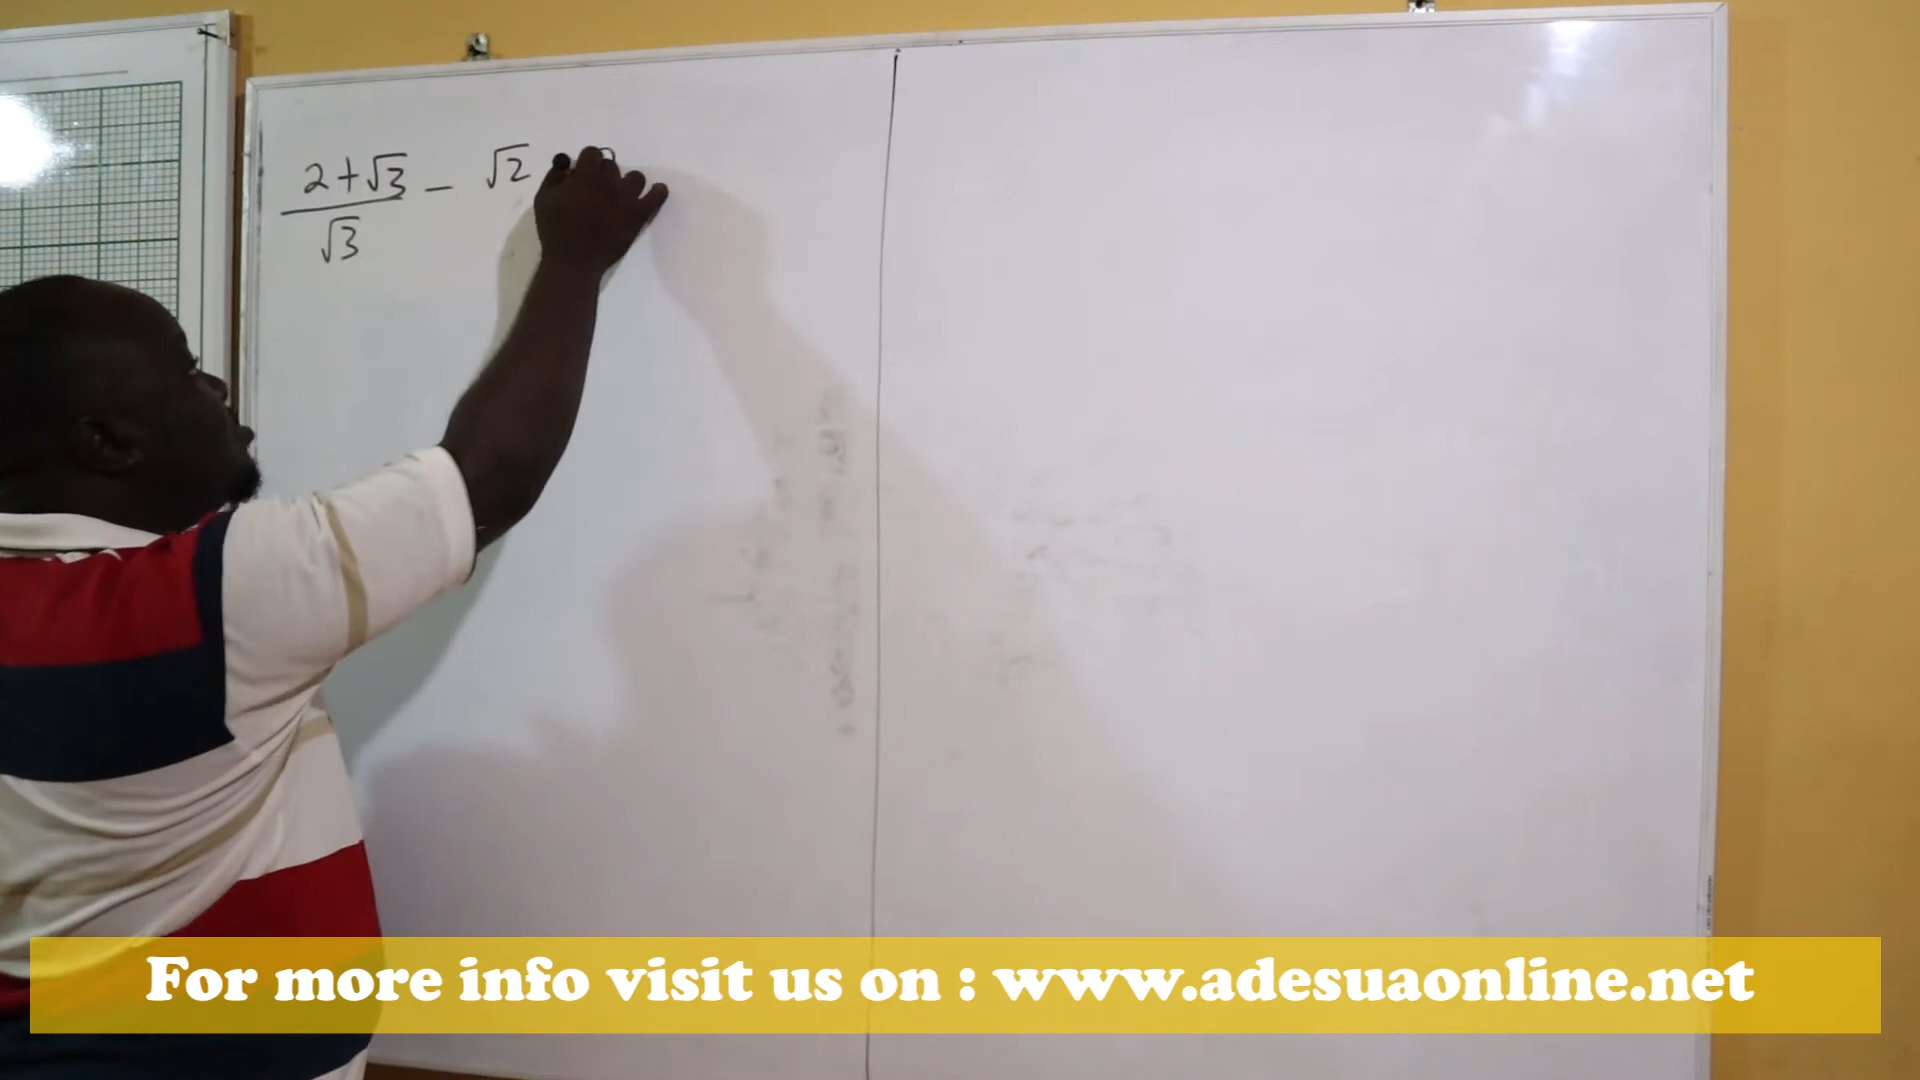 2+√3 - √2
√3
For more info visit us on : www.adesuaonline.net